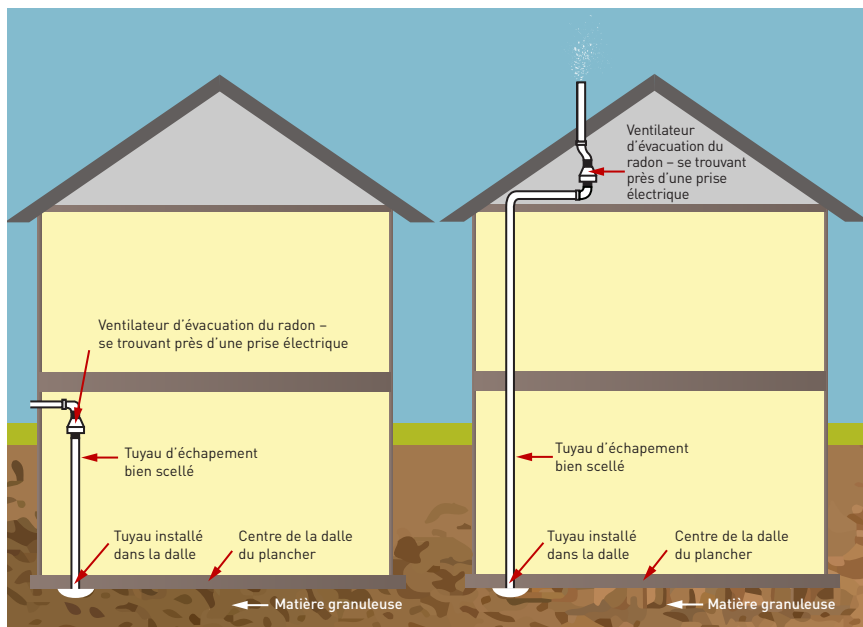 Ventilateur d'évacuation du radon –
se trouvant près d'une prise électrique
Tuyau d'échapement
bien scellé
Tuyau installé
dans la dalle
Centre de la dalle
du plancher
Matière granuleuse
Ventilateur
d'évacuation du
radon – se trouvant
près d'une prise
électrique
Tuyau d'échapement
bien scellé
Tuyau installé
dans la dalle
Centre de la dalle
du plancher
Matière granuleuse